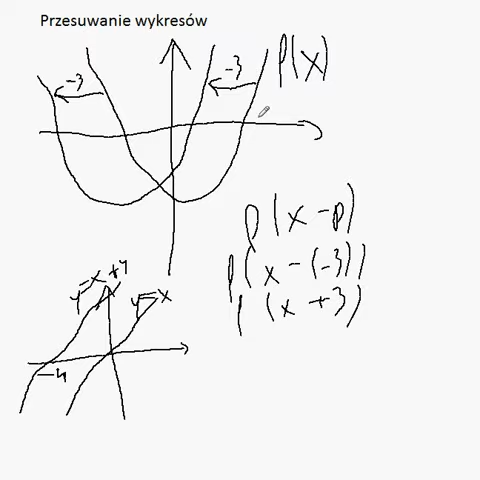 Przesuwanie wykresów
-3
-3
p(x)
p(x-p)
p(x-(-3))
p(x+3)
y=x+4
y=x
-4